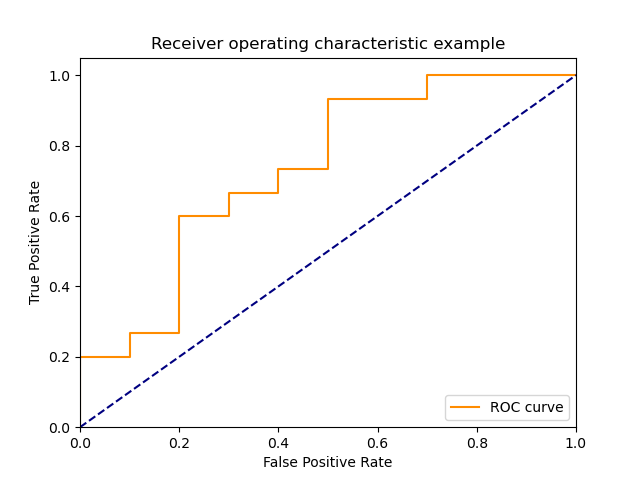 Receiver operating characteristic example
1.0
0.8
0.6
0.4
0.2
0.0
True Positive Rate
ROC curve
0.0 0.2 0.4 0.6 0.8 1.0
False Positive Rate